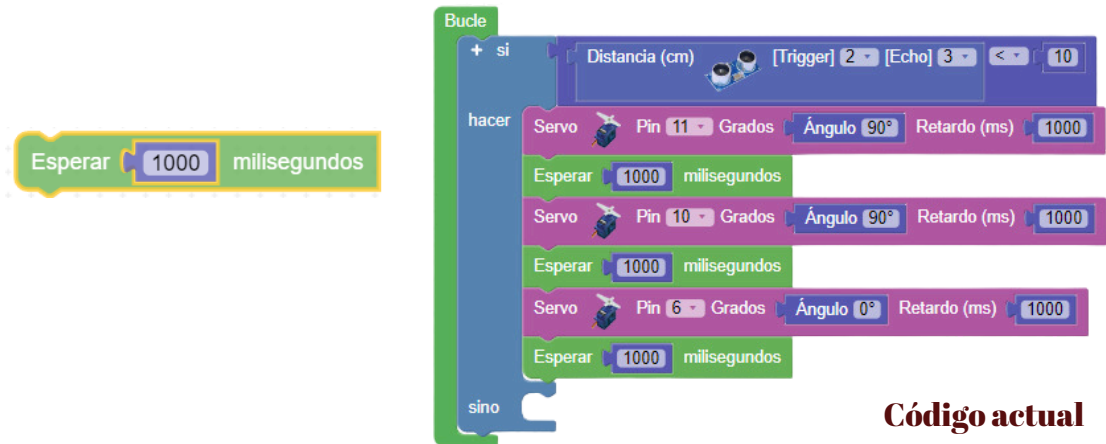 Esperar 1000 milisegundos
Bucle
+ si Distancia (cm) [Trigger] 2 [Echo] 3 < 10
hacer Servo Pin 11 Grados Ángulo 90° Retardo (ms) 1000
Esperar 1000 milisegundos
Servo Pin 10 Grados Ángulo 90° Retardo (ms) 1000
Esperar 1000 milisegundos
Servo Pin 6 Grados Ángulo 0° Retardo (ms) 1000
Esperar 1000 milisegundos
sino
Código actual